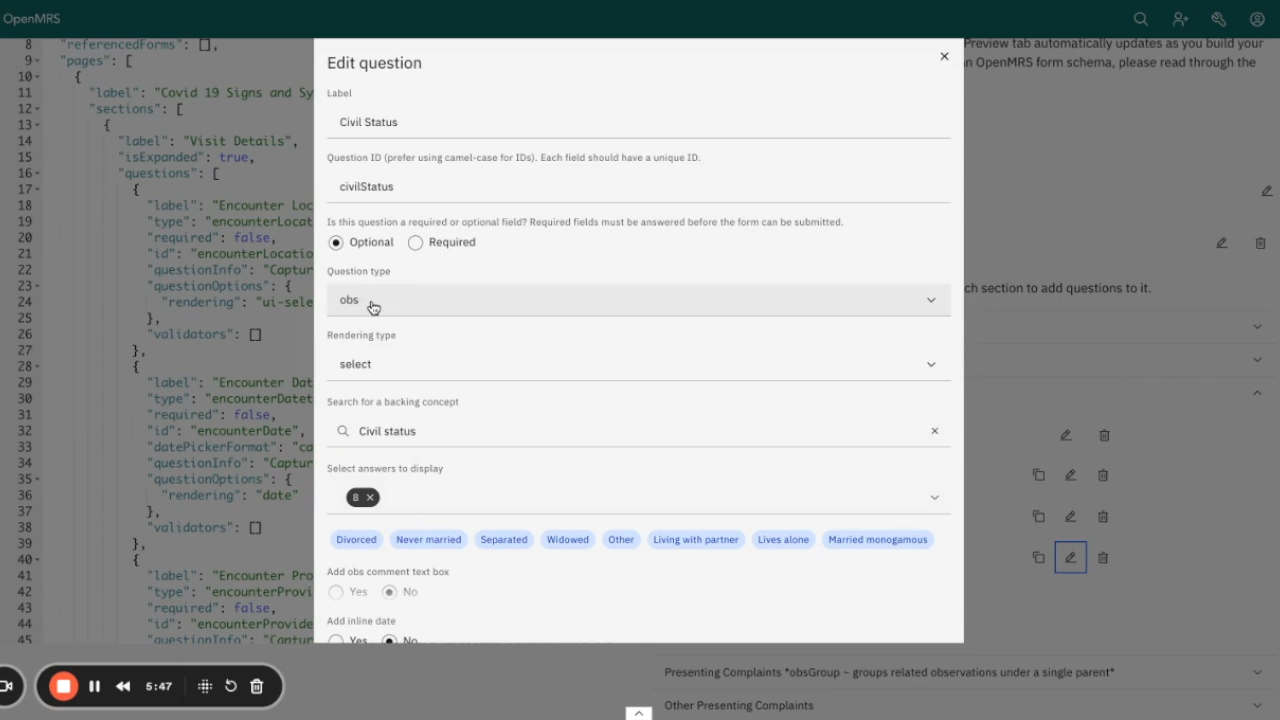 OpenMRS
8 "referencedForms": [],
9 "pages": [
10 {
11 "label": "Covid 19 Signs and Sy
12 "sections": [
13 {
14 "label": "Visit Details",
15 "isExpanded": true,
16 "questions": [
17 {
18 "label": "Encounter Loc
19 "type": "encounterLocat
20 "required": false,
21 "id": "encounterLocatio
22 "questionInfo": "Captur
23 "questionOptions": {
24 "rendering": "ui-sele
25 },
26 "validators": []
27 },
28 {
29 "label": "Encounter Dat
30 "type": "encounterDatet
31 "required": false,
32 "id": "encounterDate",
33 "datePickerFormat": "ca
34 "questionInfo": "Captur
35 "questionOptions": {
36 "rendering": "date"
37 },
38 "validators": []
39 },
40 {
41 "label": "Encounter Pro
42 "type": "encounterProvi
43 "required": false,
44 "id": "encounterProvide
45 "questionInfo": "Captur
Edit question
Label
Civil Status
Question ID (prefer using camel-case for IDs). Each field should have a unique ID.
civilStatus
Is this question a required or optional field? Required fields must be answered before the form can be submitted.
Optional Required
Question type
obs
Rendering type
select
Search for a backing concept
Civil status
Select answers to display
8
Divorced Never married Separated Widowed Other Living with partner Lives alone Married monogamous
Add obs comment text box
Yes No
Add inline date
Yes No
Preview tab automatically updates as you build your
n OpenMRS form schema, please read through the
ch section to add questions to it.
Presenting Complaints *obsGroup ~ groups related observations under a single parent*
Other Presenting Complaints
5:47